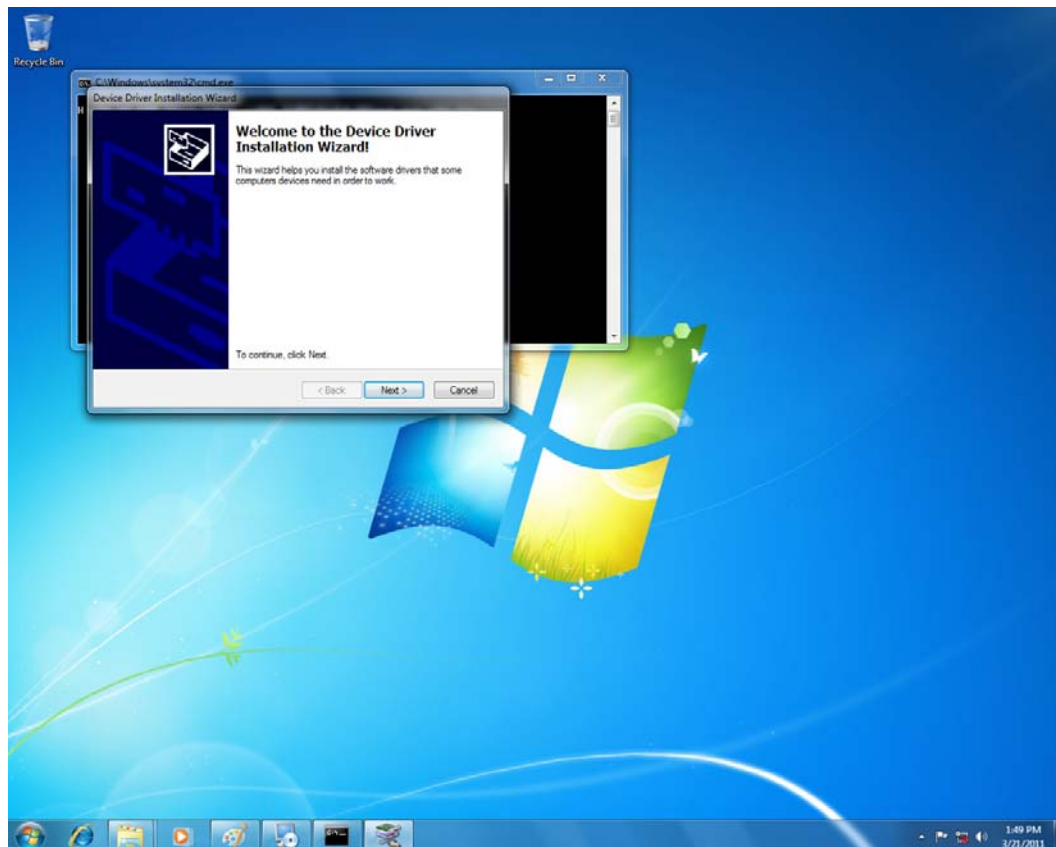 Recycle Bin
C:\Windows\system32\cmd.exe
Device Driver Installation Wizard
H
Welcome to the Device Driver
Installation Wizard!
This wizard helps you install the software drivers that some
computers devices need in order to work.
To continue, click Next.
< Back
Next >
Cancel
1:49 PM
3/21/2011